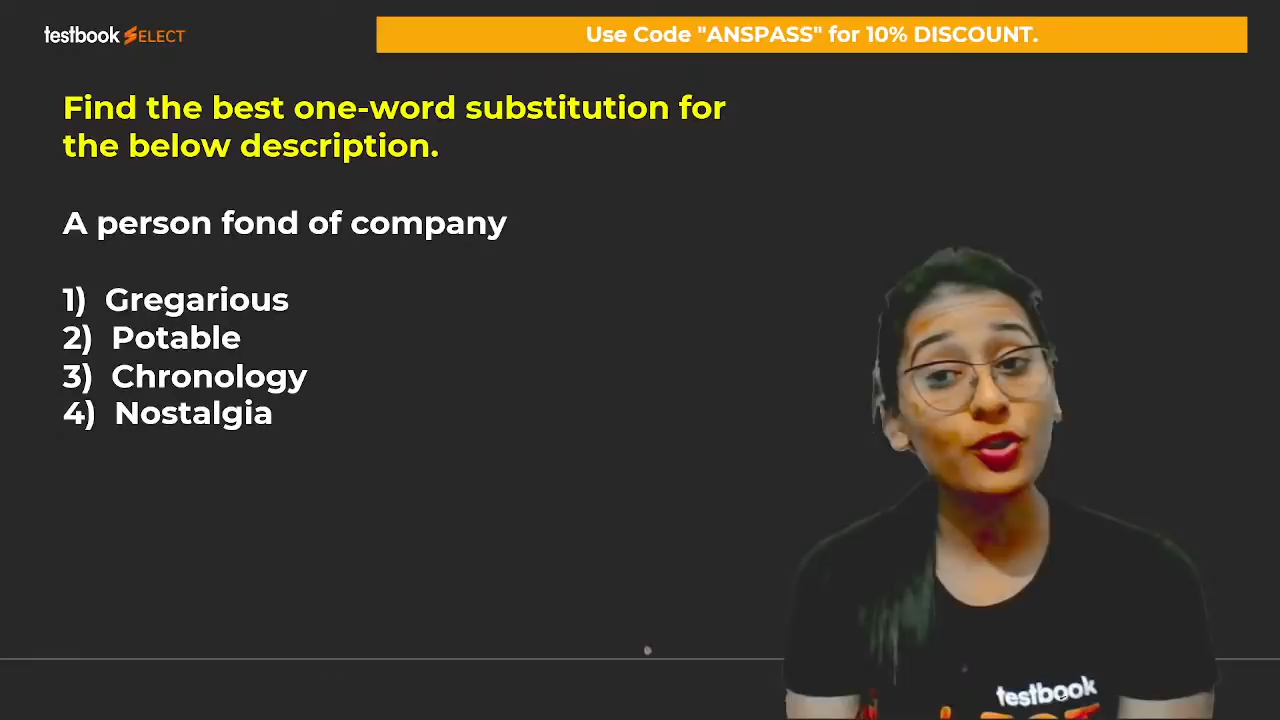 testbook SELECT
Use Code "ANSPASS" for 10% DISCOUNT.
Find the best one-word substitution for
the below description.
A person fond of company
1) Gregarious
2) Potable
3) Chronology
4) Nostalgia
testbook